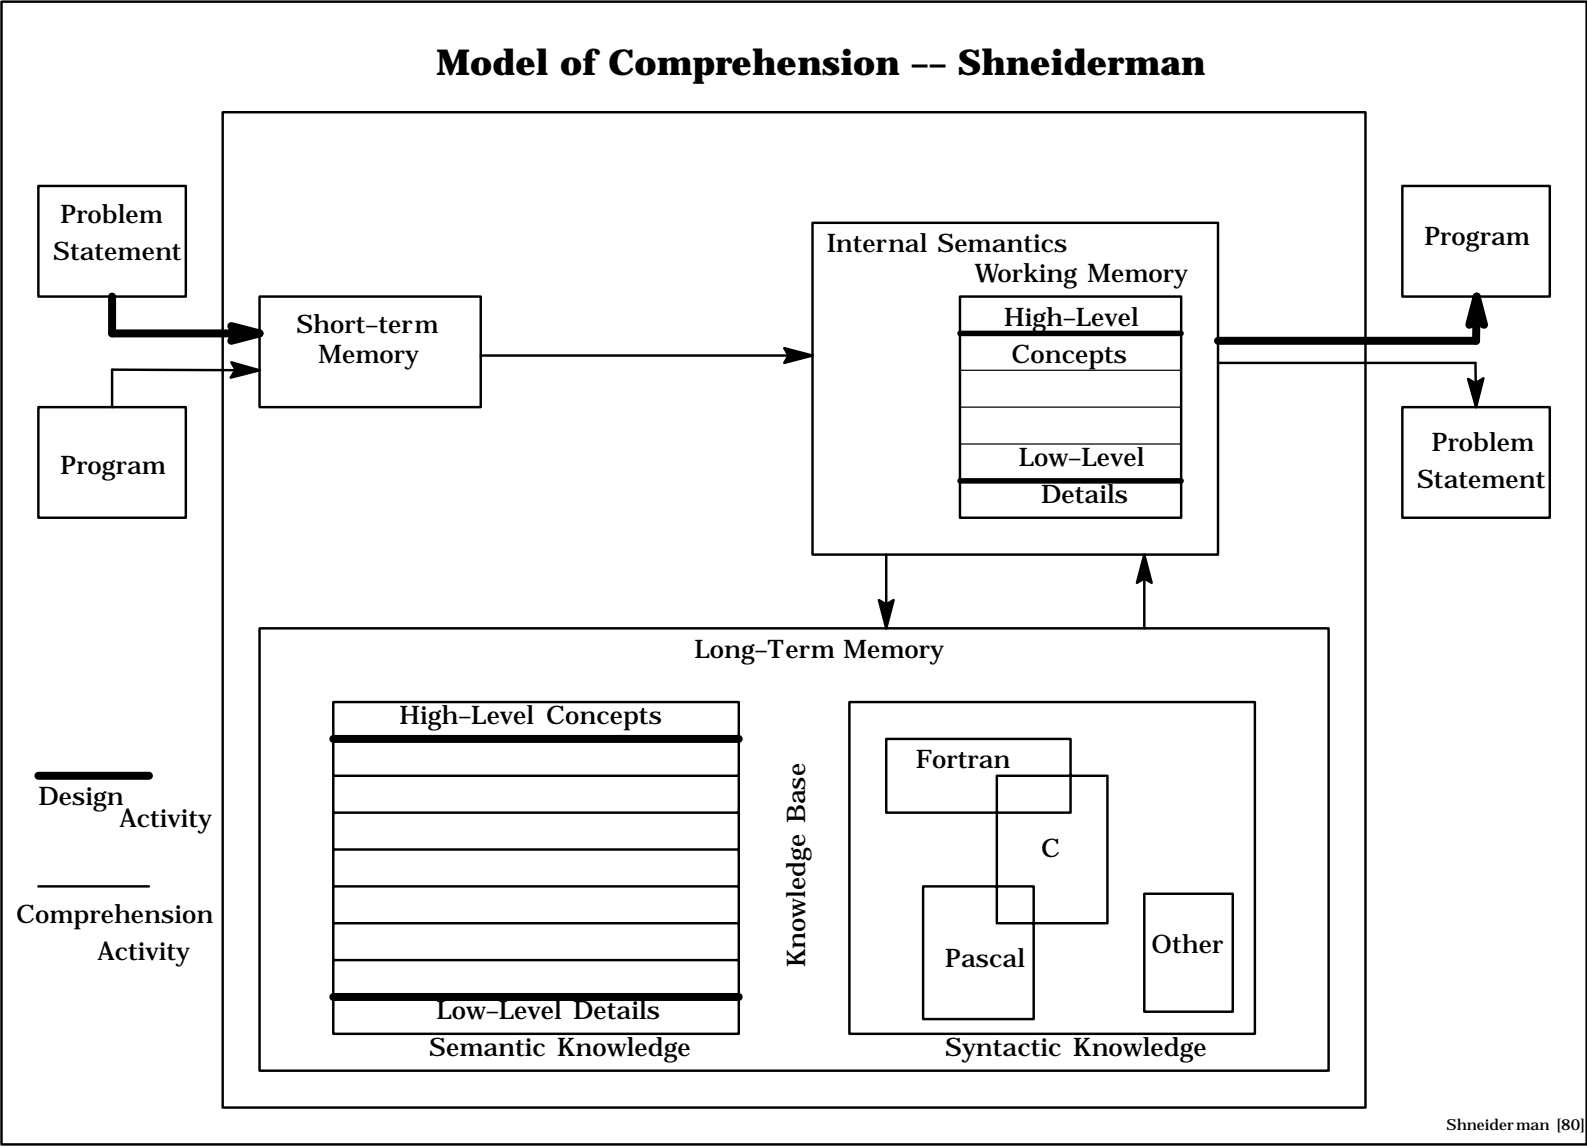 Model of Comprehension -- Shneiderman
Problem
Statement
Program
Short-term
Memory
Internal Semantics
Working Memory
High-Level
Concepts
Low-Level
Details
Program
Problem
Statement
Long-Term Memory
High-Level Concepts
Low-Level Details
Semantic Knowledge
Knowledge Base
Fortran
C
Pascal
Other
Syntactic Knowledge
Design
Activity
Comprehension
Activity
Shneiderman [80]